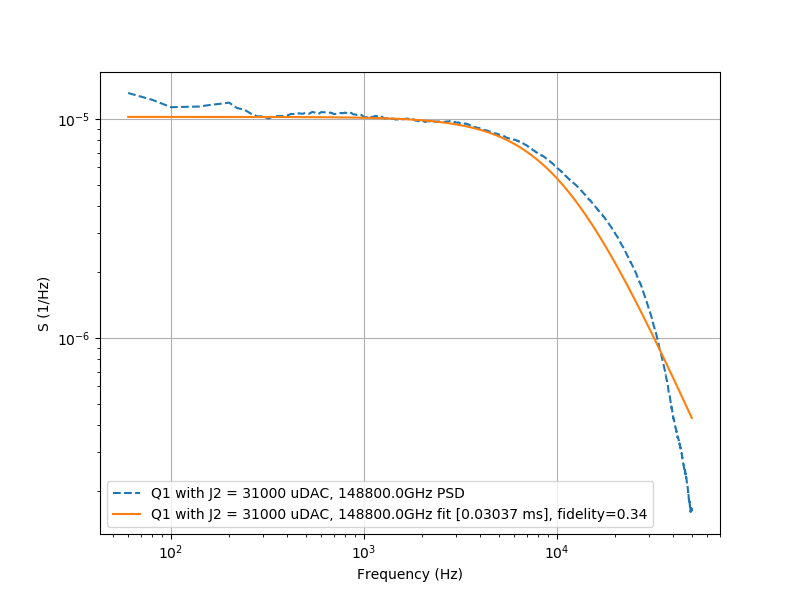 10⁻⁵
10⁻⁶
S (1/Hz)
Q1 with J2 = 31000 uDAC, 148800.0GHz PSD
Q1 with J2 = 31000 uDAC, 148800.0GHz fit [0.03037 ms], fidelity=0.34
10² 10³ 10⁴
Frequency (Hz)